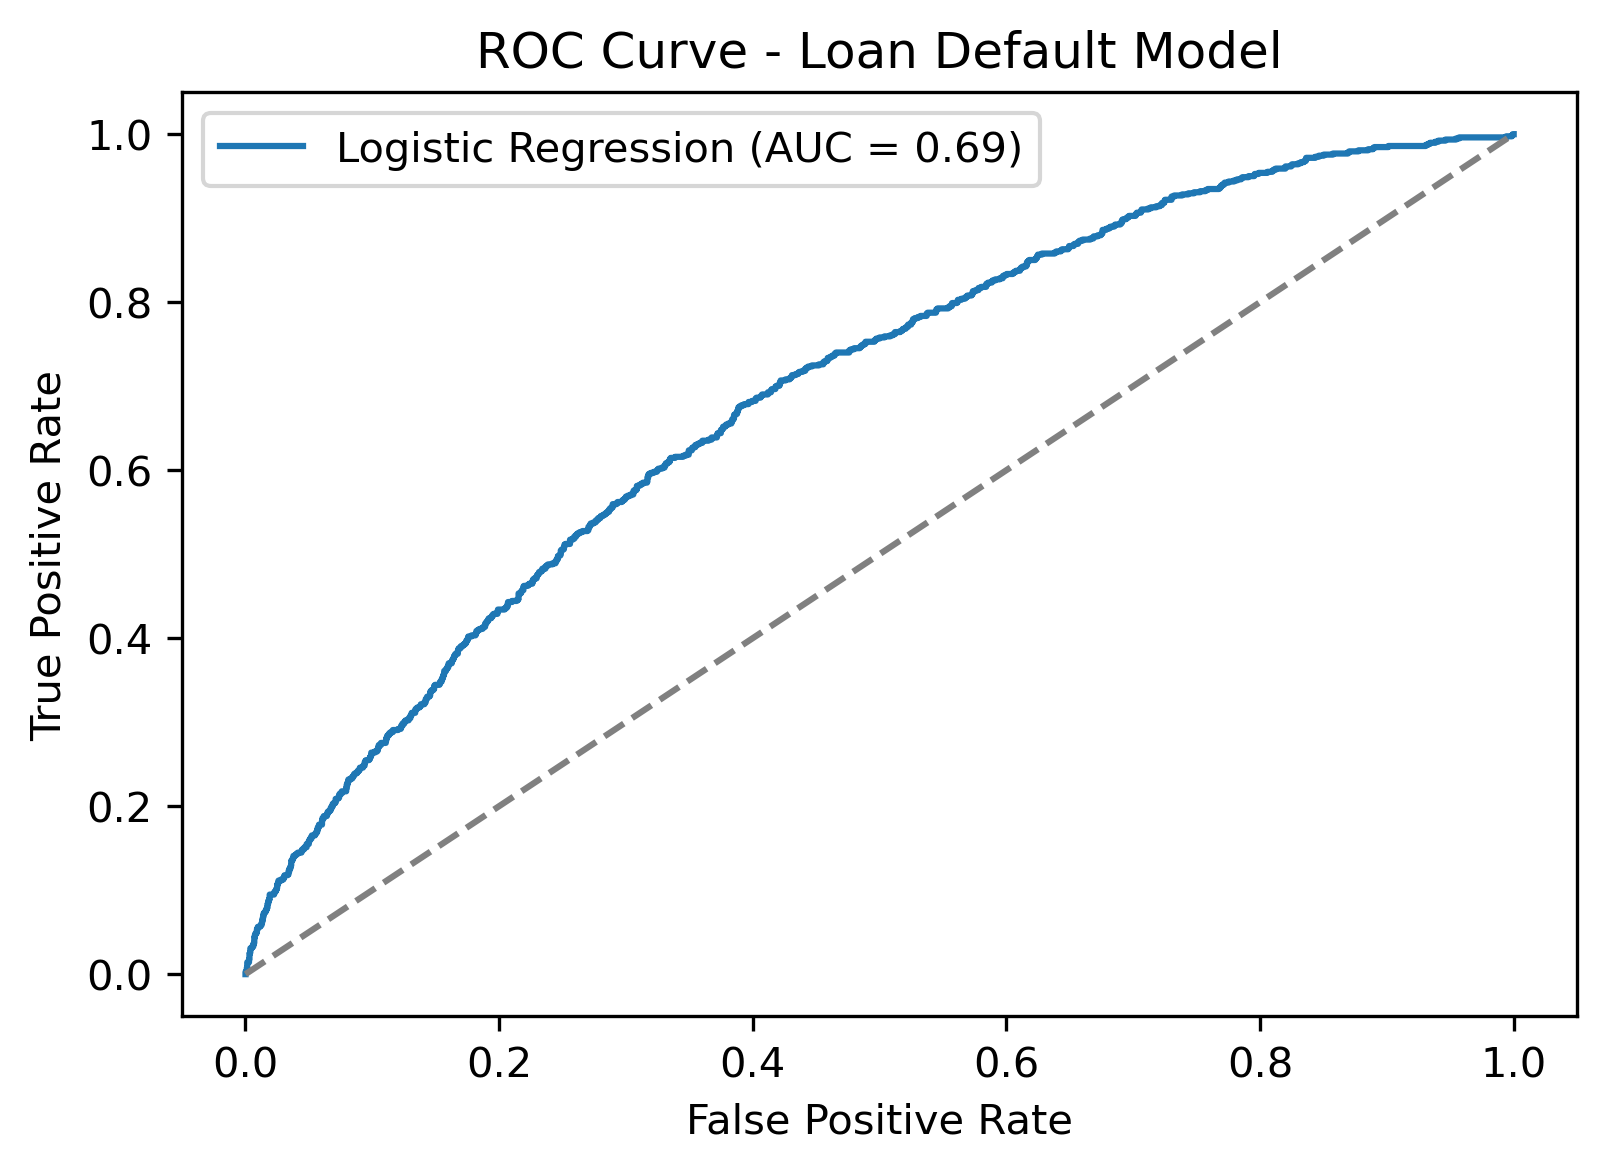 ROC Curve - Loan Default Model
Logistic Regression (AUC = 0.69)
True Positive Rate
1.0
0.8
0.6
0.4
0.2
0.0
0.0 0.2 0.4 0.6 0.8 1.0
False Positive Rate